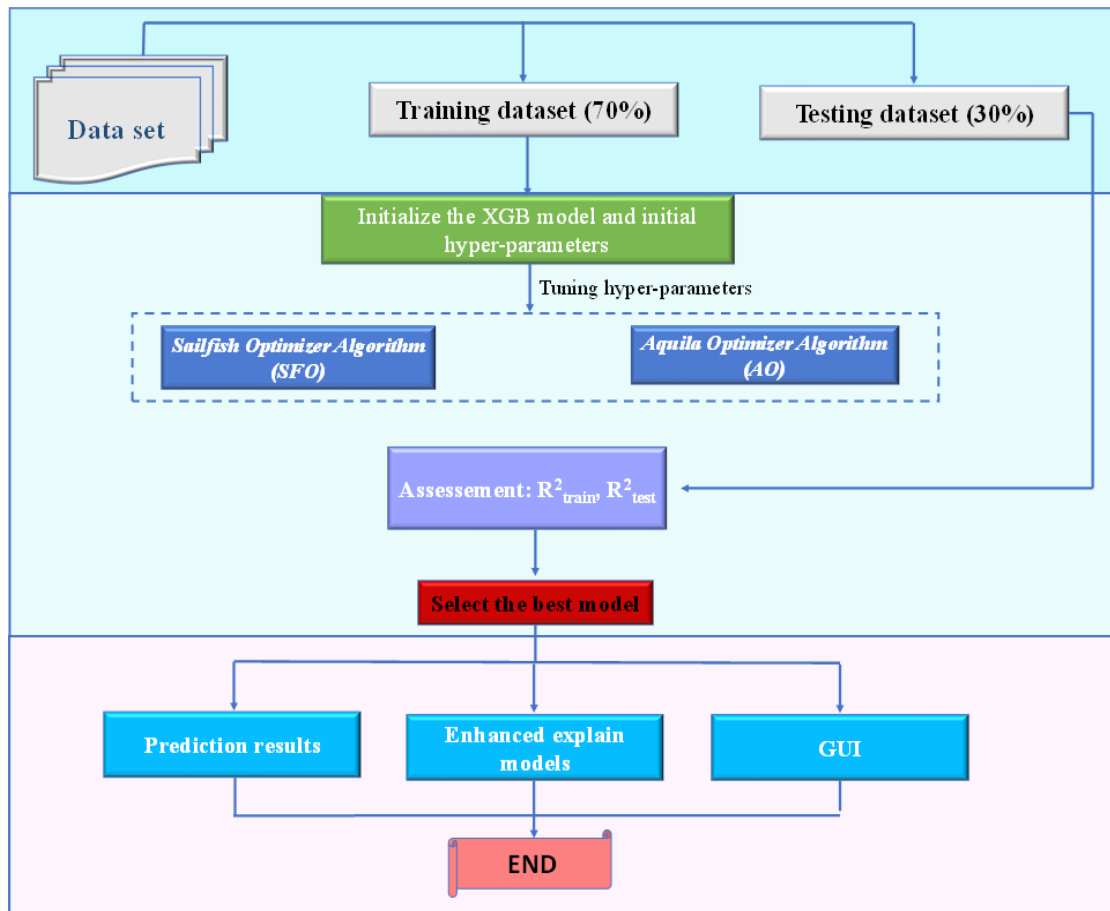 Data set
Training dataset (70%)
Testing dataset (30%)
Initialize the XGB model and initial
hyper-parameters
Tuning hyper-parameters
Sailfish Optimizer Algorithm
(SFO)
Aquila Optimizer Algorithm
(AO)
Assessement: R²train, R²test
Select the best model
Prediction results
Enhanced explain
models
GUI
END